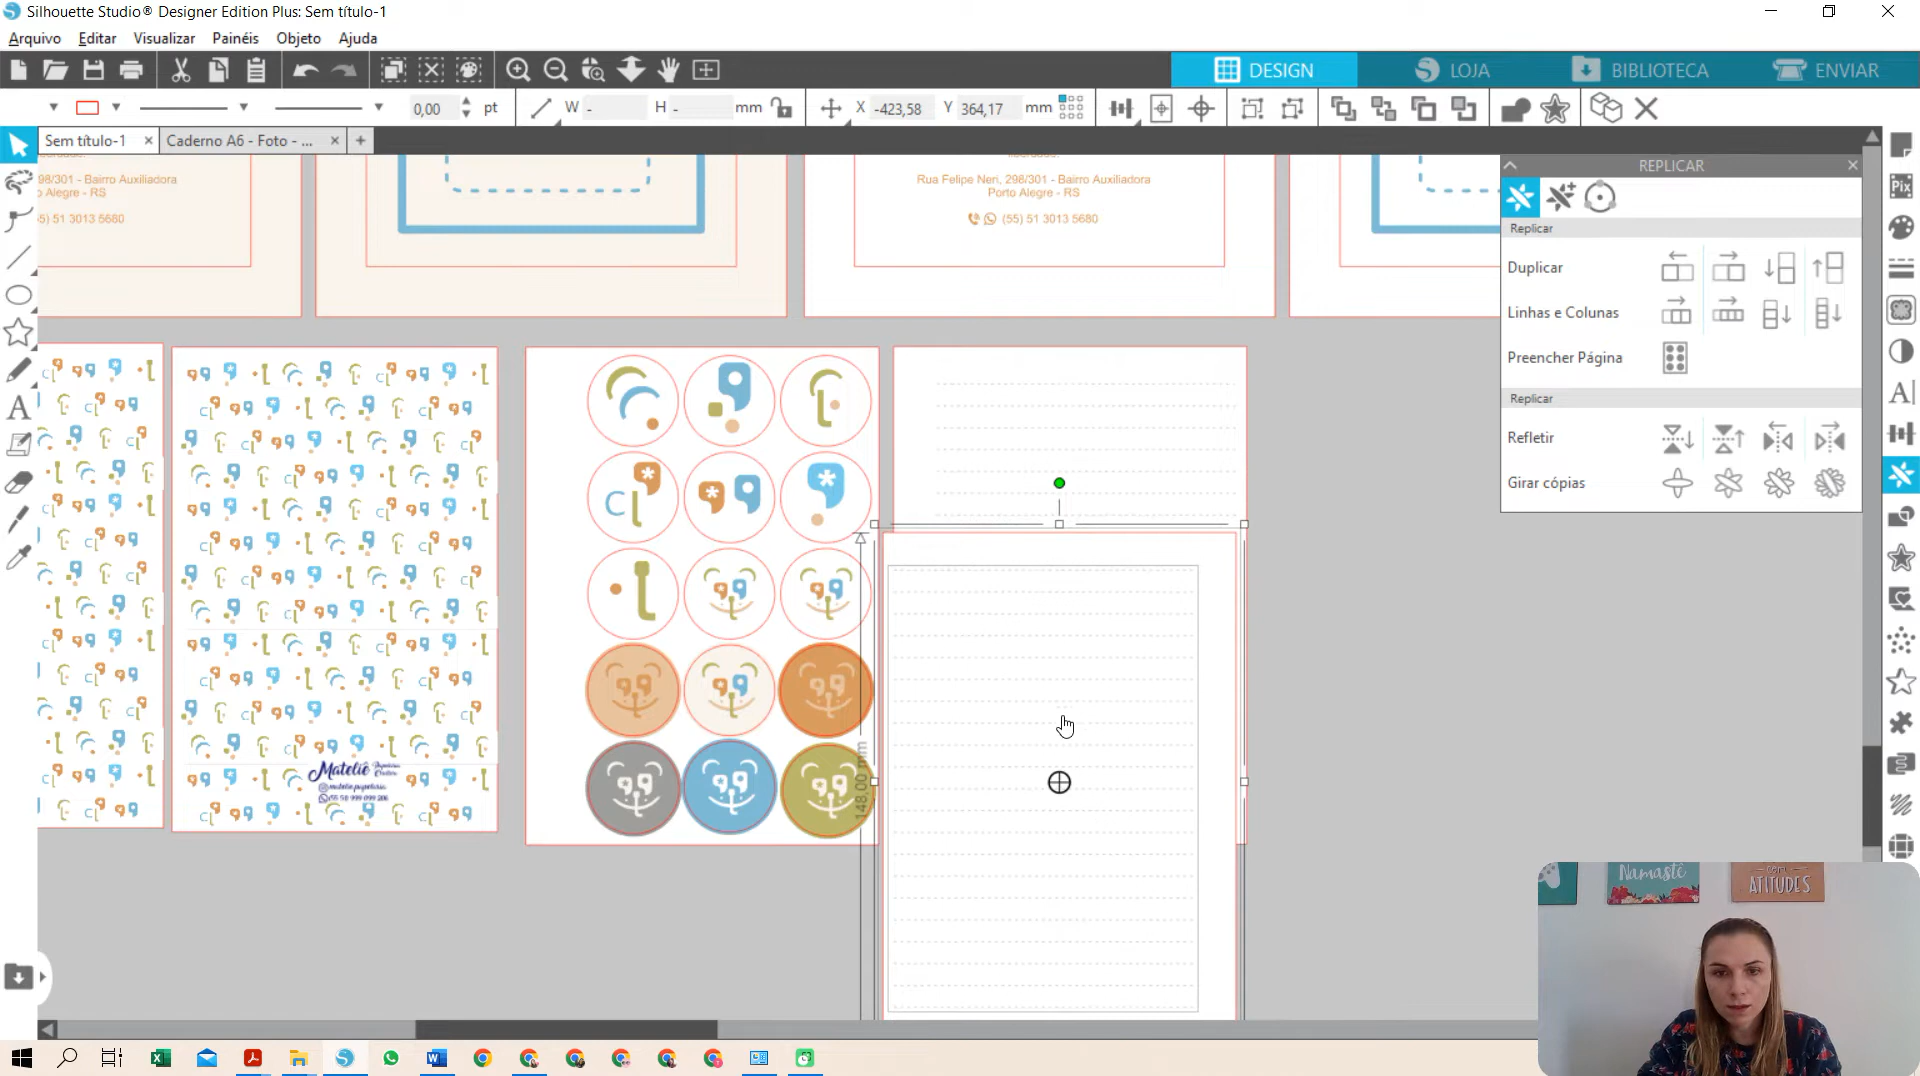 Silhouette Studio® Designer Edition Plus: Sem título-1
Arquivo Editar Visualizar Painéis Objeto Ajuda
DESIGN LOJA BIBLIOTECA ENVIAR
0,00 pt W - H - mm X -423,58 Y 364,17 mm
Sem título-1 Caderno A6 - Foto - ...
REPLICAR
Replicar
Duplicar
Linhas e Colunas
Preencher Página
Replicar
Refletir
Girar cópias
98/301 - Bairro Auxiliadora
o Alegre - RS
5) 51 3013 5680
Rua Felipe Neri, 298/301 - Bairro Auxiliadora
Porto Alegre - RS
(55) 51 3013 5680
148,00 mm
Mateliê
Namastê
com
ATITUDES
Pix